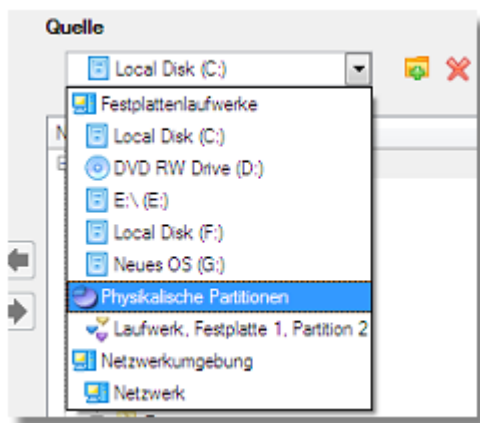 Quelle
Local Disk (C:)
Festplattenlaufwerke
Local Disk (C:)
DVD RW Drive (D:)
E:\ (E:)
Local Disk (F:)
Neues OS (G:)
Physikalische Partitionen
Laufwerk, Festplatte 1, Partition 2
Netzwerkumgebung
Netzwerk